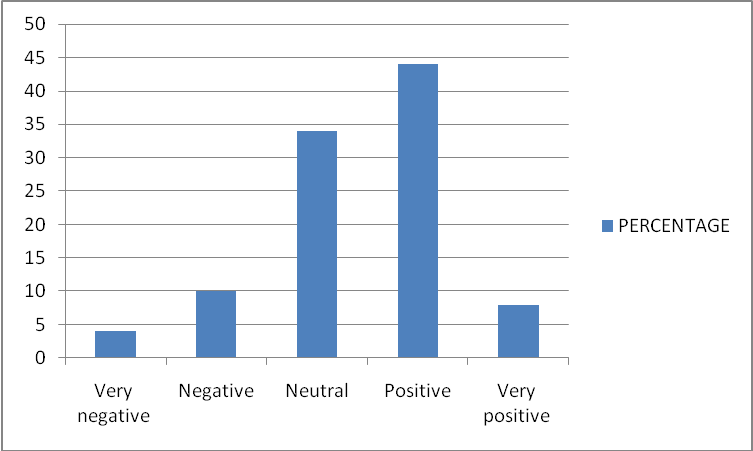 50
45
40
35
30
25
20
15
10
5
0
Very
negative
Negative
Neutral
Positive
Very
positive
PERCENTAGE